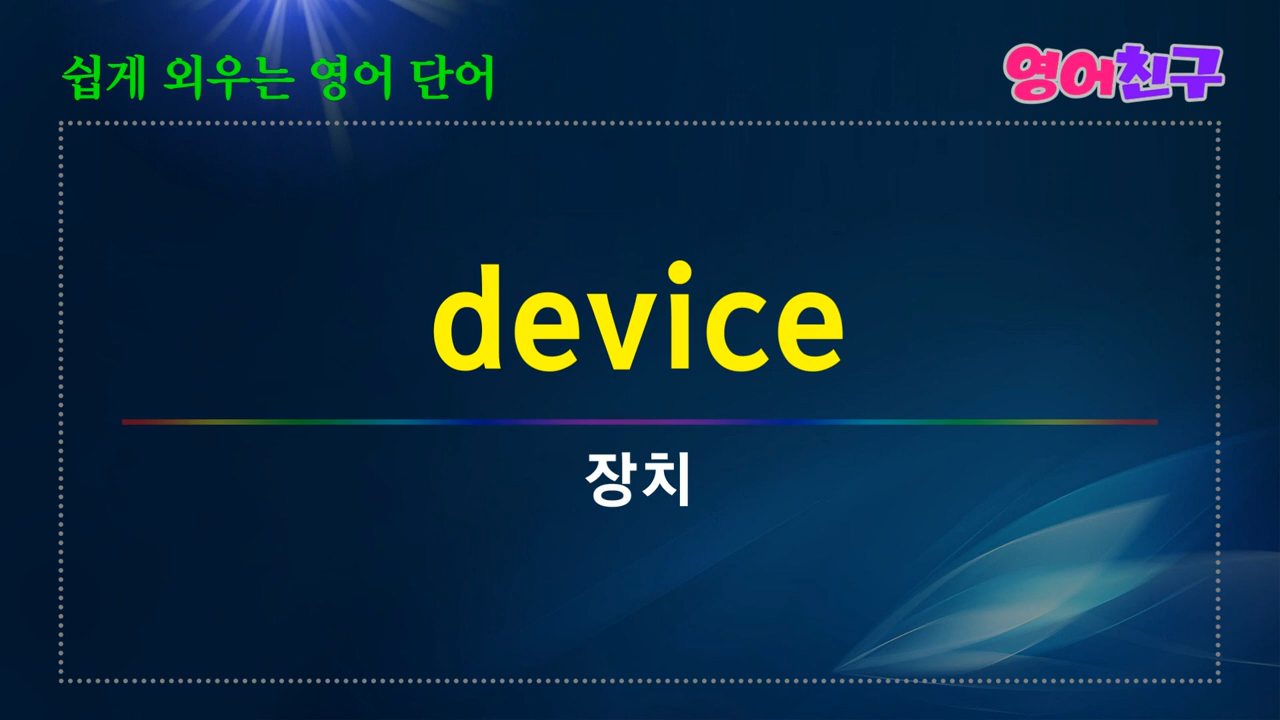 쉽게 외우는 영어 단어
영어친구
device
장치